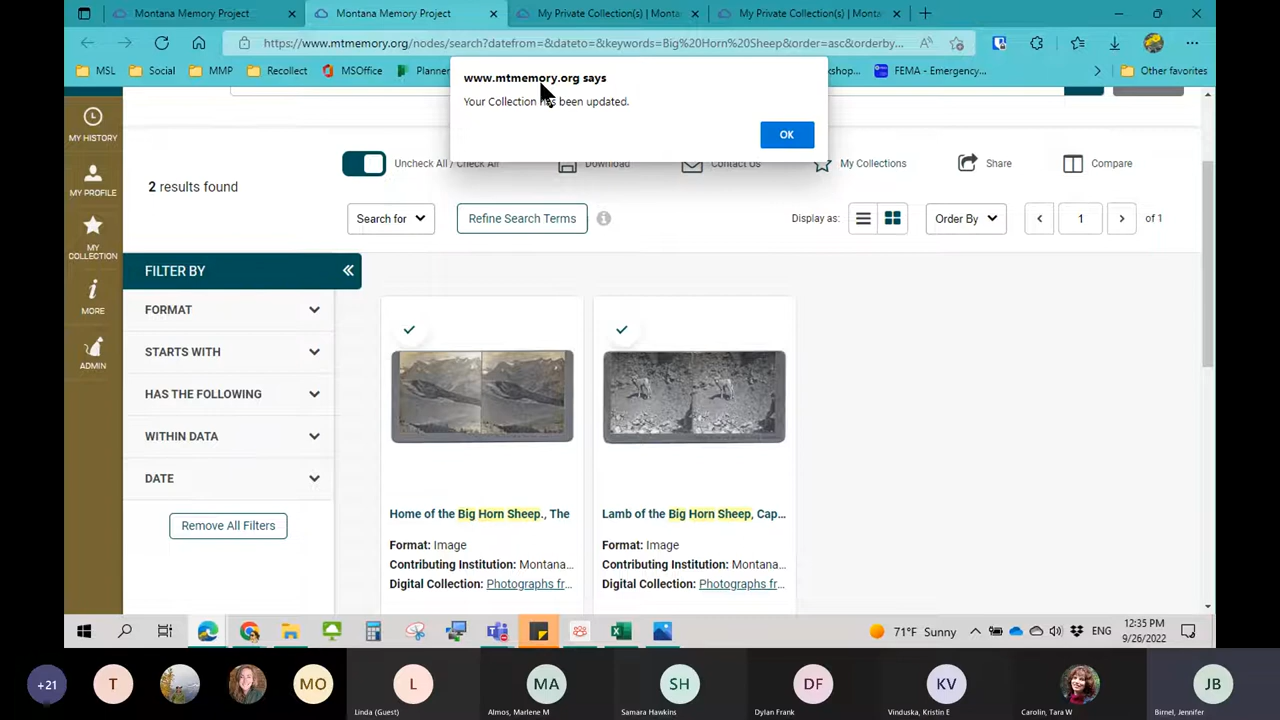 Montana Memory Project
Montana Memory Project
My Private Collection(s) | Monta
My Private Collection(s) | Monta
https://www.mtmemory.org/nodes/search?datefrom=&dateto=&keywords=Big%20Horn%20Sheep&order=asc&orderby...
MSL
Social
MMP
Recollect
MSOffice
Planner
kshop...
FEMA - Emergency...
Other favorites
www.mtmemory.org says
Your Collection has been updated.
OK
MY HISTORY
MY PROFILE
MY
COLLECTION
MORE
ADMIN
2 results found
Uncheck All / Check All
Download
Contact Us
My Collections
Share
Compare
Search for
Refine Search Terms
Display as:
Order By
1
of 1
FILTER BY
FORMAT
STARTS WITH
HAS THE FOLLOWING
WITHIN DATA
DATE
Remove All Filters
Home of the Big Horn Sheep., The
Format: Image
Contributing Institution: Montana...
Digital Collection: Photographs fr...
Lamb of the Big Horn Sheep, Cap...
Format: Image
Contributing Institution: Montana...
Digital Collection: Photographs fr...
71°F Sunny
ENG
12:35 PM
9/26/2022
+21
T
MO
L
Linda (Guest)
MA
Almos, Marlene M
SH
Samara Hawkins
DF
Dylan Frank
KV
Vinduska, Kristin E
Carolin, Tara W
JB
Birnel, Jennifer